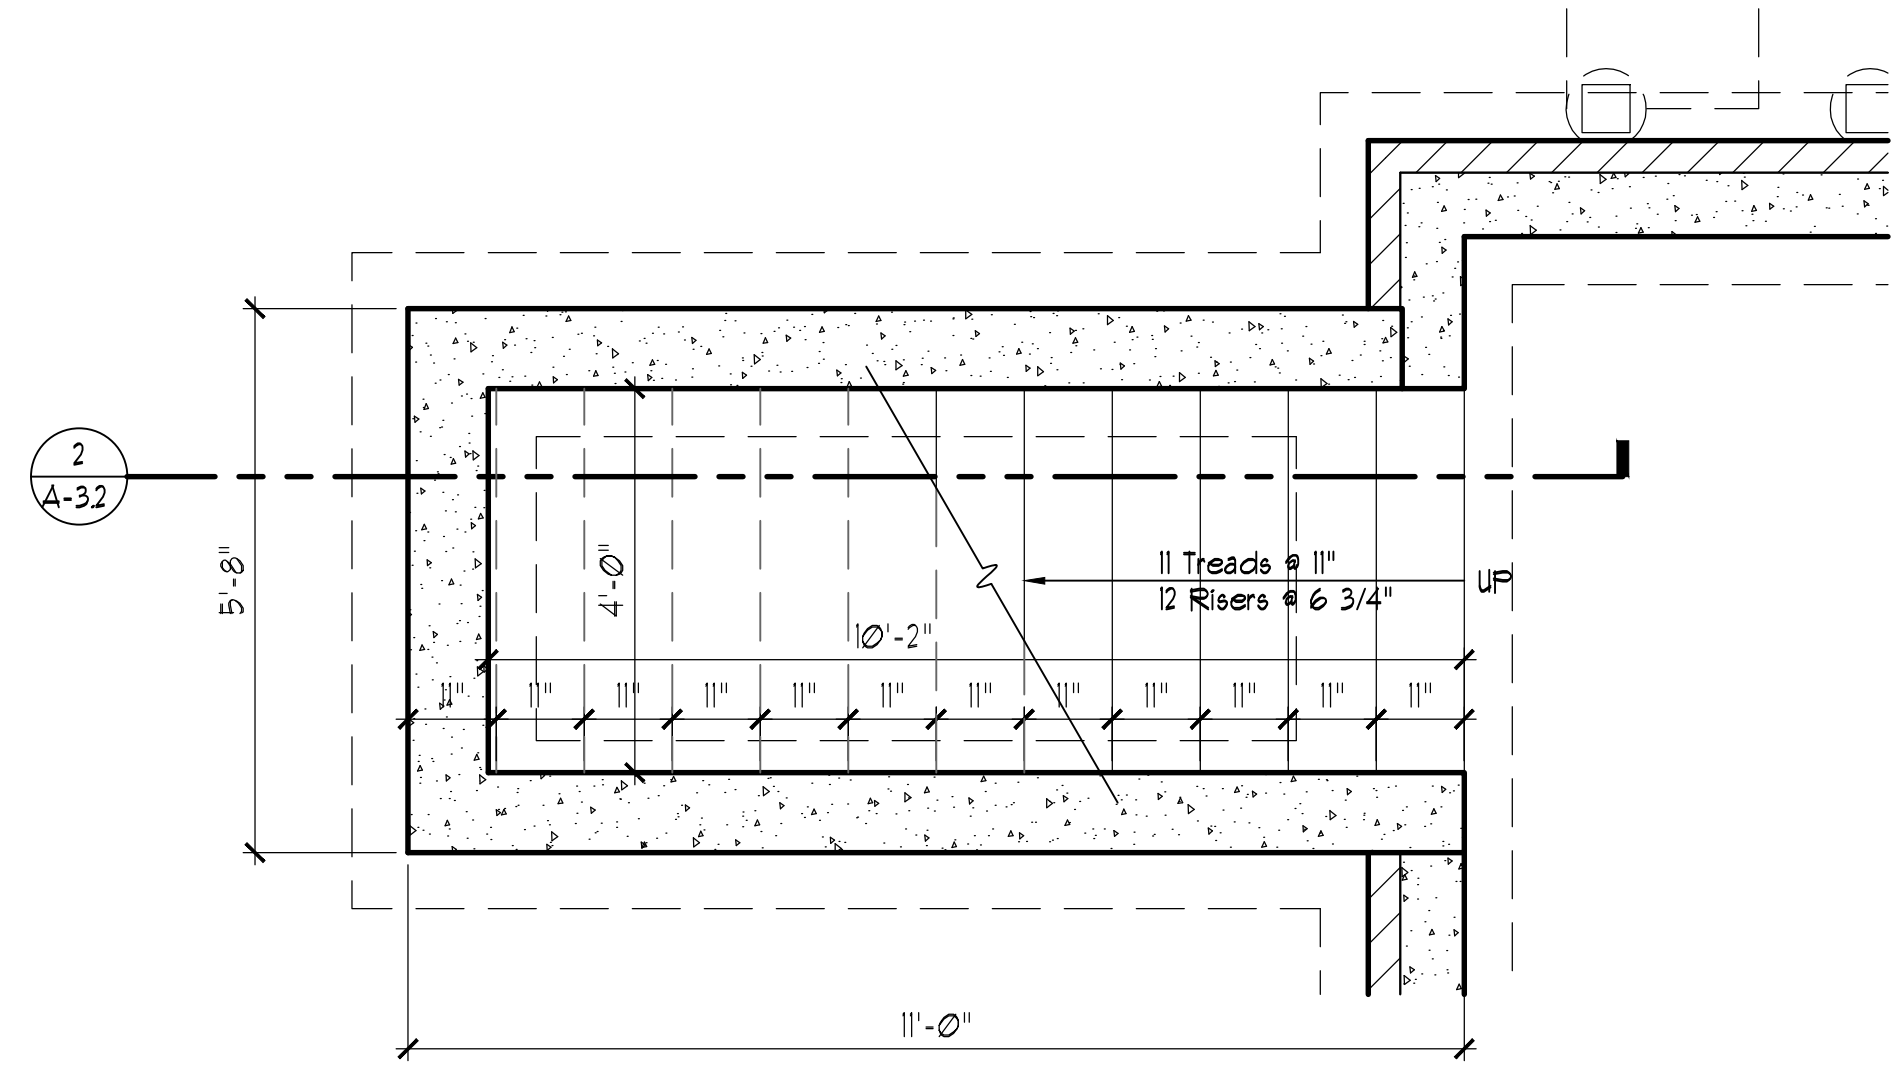 2
A-3.2
5'-8"
4'-0"
11 Treads @ 11"
12 Risers @ 6 3/4"
UP
10'-2"
11" 11" 11" 11" 11" 11" 11" 11" 11" 11" 11" 11"
11'-0"